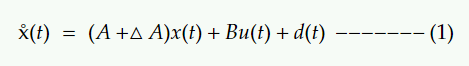 x̊(t) = (A +△ A)x(t) + Bu(t) + d(t) −−−−−−− (1)